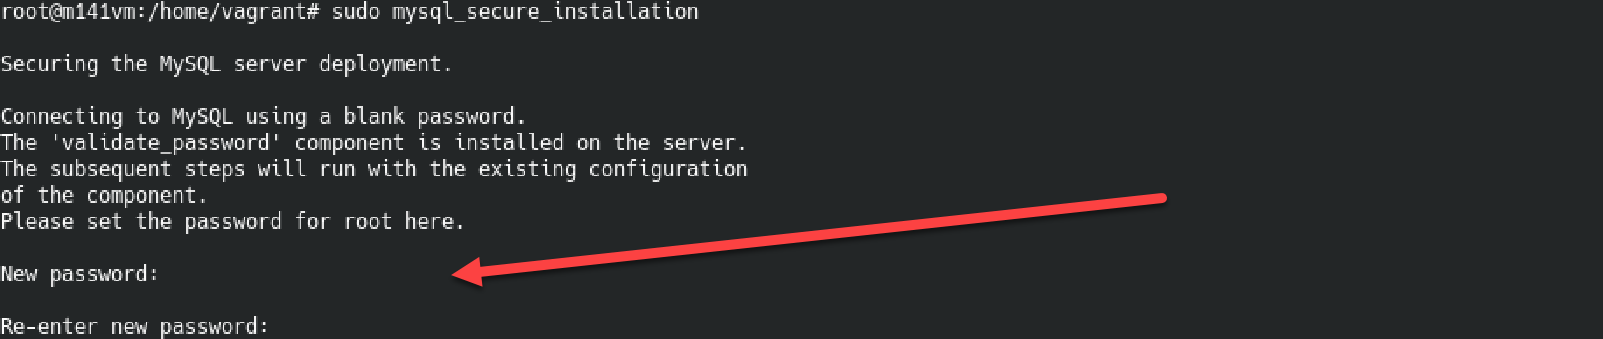 root@m141vm:/home/vagrant# sudo mysql_secure_installation
Securing the MySQL server deployment.
Connecting to MySQL using a blank password.
The 'validate_password' component is installed on the server.
The subsequent steps will run with the existing configuration
of the component.
Please set the password for root here.
New password:
Re-enter new password: